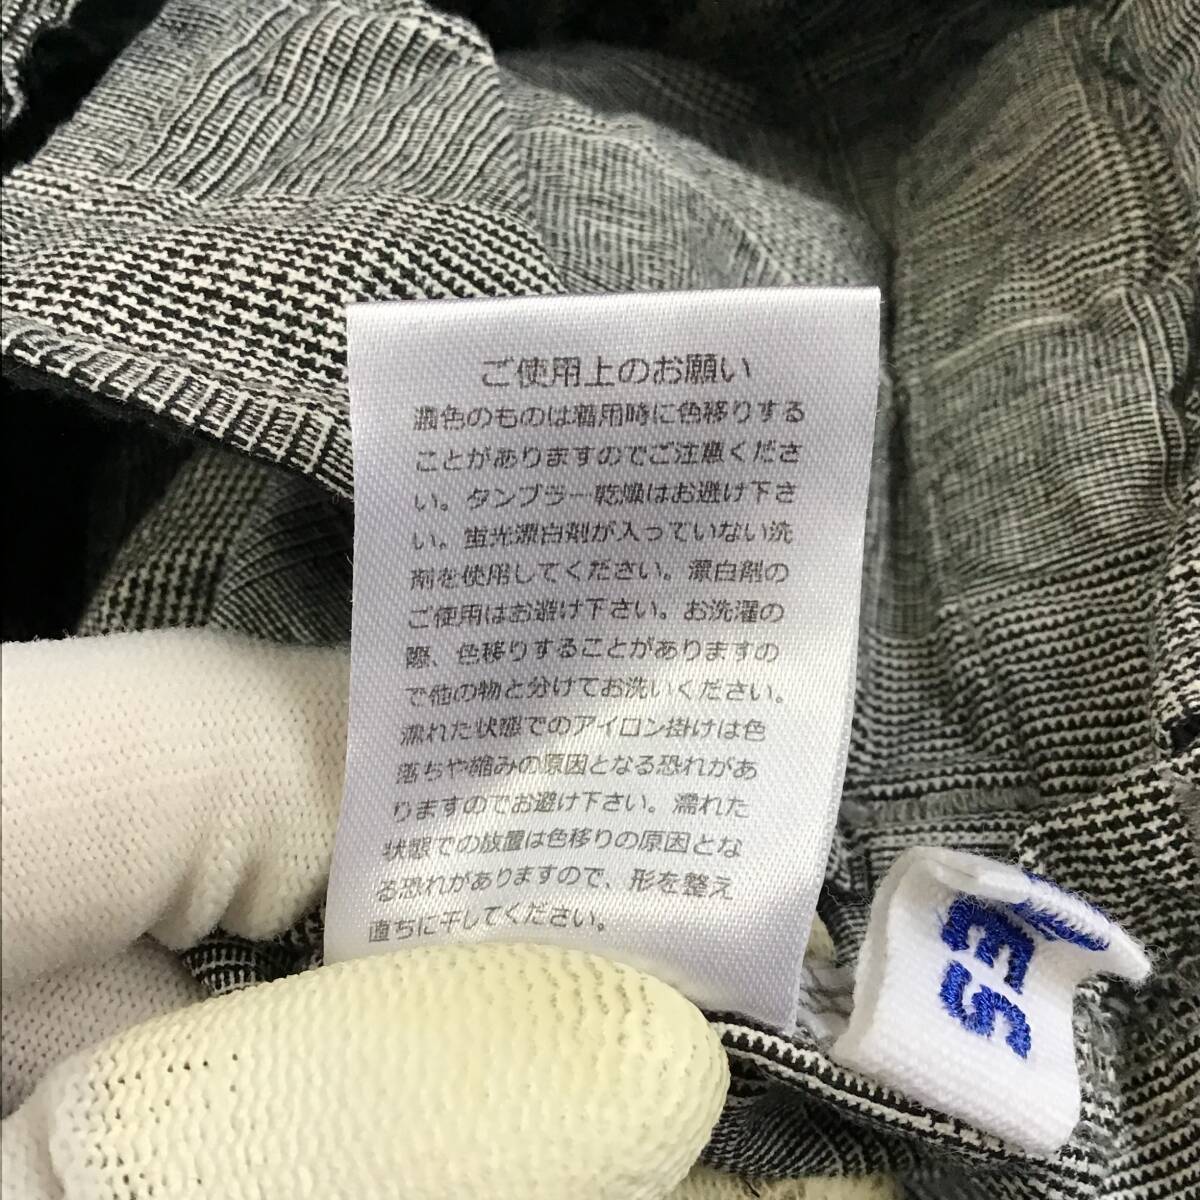 ご使用上のお願い
濃色のものは着用時に色移りする
ことがありますのでご注意くださ
い。タンブラー乾燥はお避け下さ
い。蛍光漂白剤が入っていない洗
剤を使用してください。漂白剤の
ご使用はお避け下さい。お洗濯の
際、色移りすることがありますの
で他の物と分けてお洗いください。
濡れた状態でのアイロン掛けは色
落ちや縮みの原因となる恐れがあ
りますのでお避け下さい。濡れた
状態での放置は色移りの原因とな
る恐れがありますので、形を整え
直ちに干してください。
ES